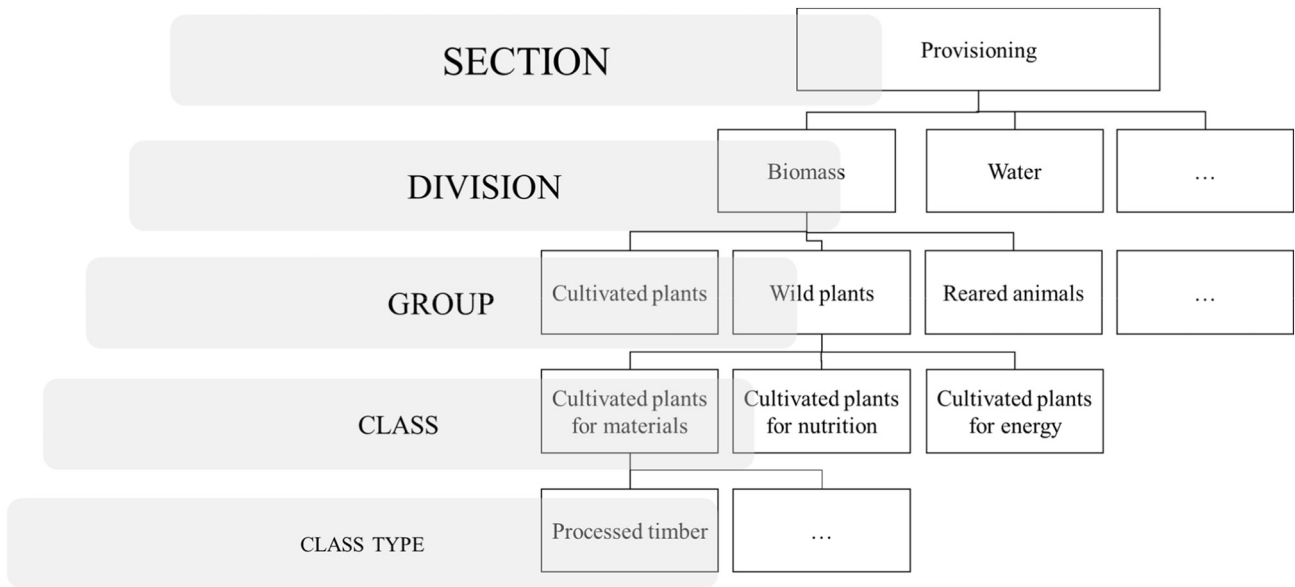 SECTION
Provisioning
DIVISION
Biomass
Water
...
GROUP
Cultivated plants
Wild plants
Reared animals
...
CLASS
Cultivated plants
for materials
Cultivated plants
for nutrition
Cultivated plants
for energy
CLASS TYPE
Processed timber
...